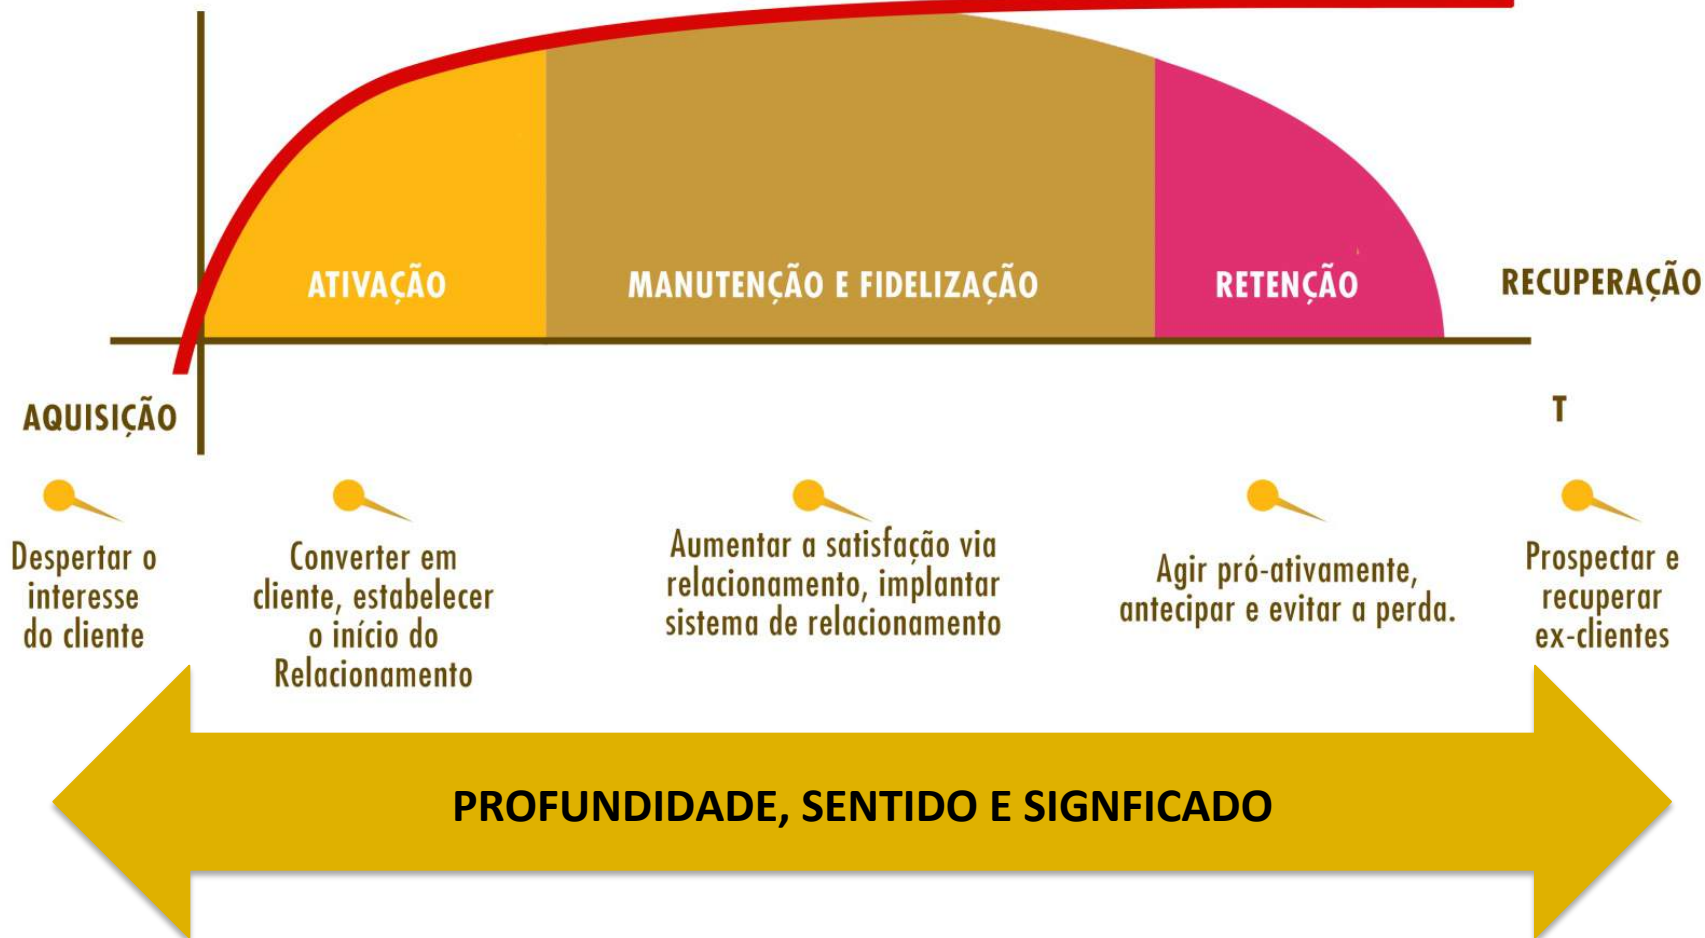 ATIVAÇÃO
MANUTENÇÃO E FIDELIZAÇÃO
RETENÇÃO
RECUPERAÇÃO
AQUISIÇÃO
T
Despertar o
interesse
do cliente
Converter em
cliente, estabelecer
o início do
Relacionamento
Aumentar a satisfação via
relacionamento, implantar
sistema de relacionamento
Agir pró-ativamente,
antecipar e evitar a perda.
Prospectar e
recuperar
ex-clientes
PROFUNDIDADE, SENTIDO E SIGNFICADO